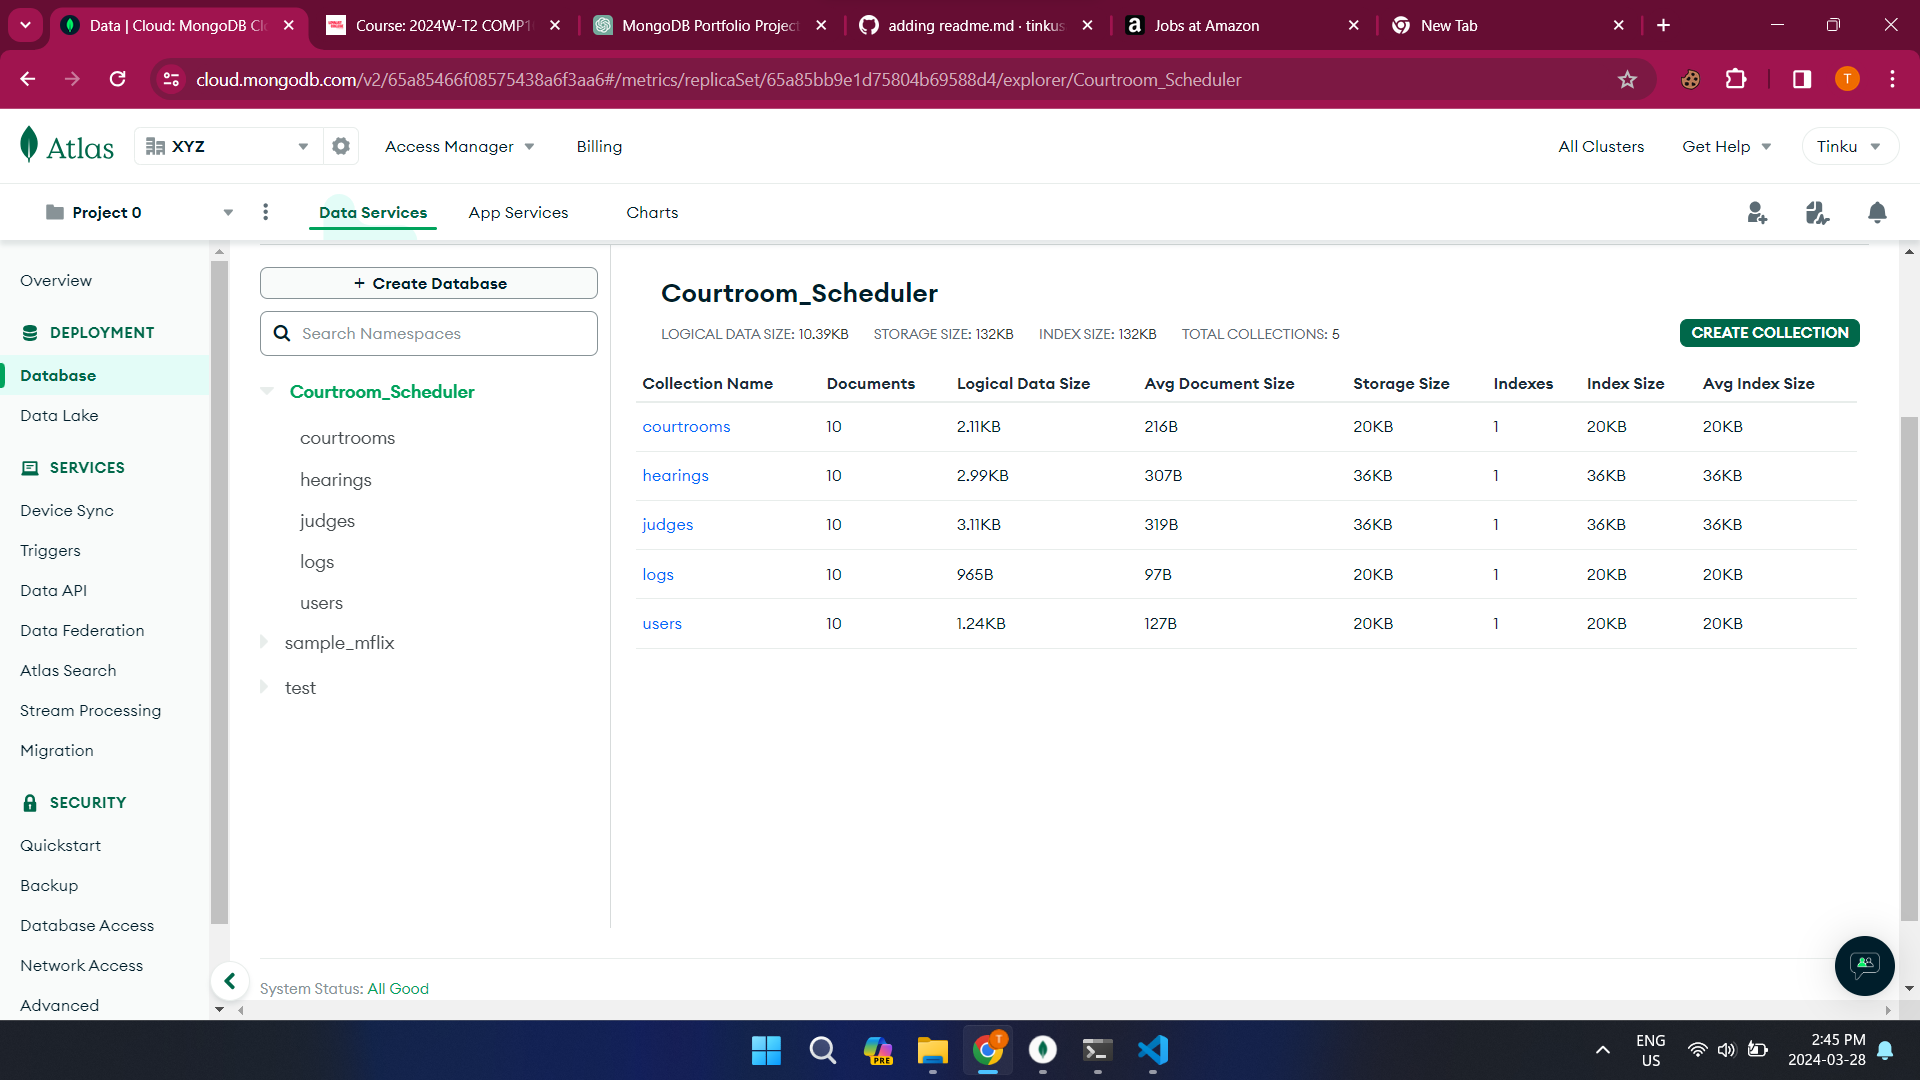 Data | Cloud: MongoDB Clo
Course: 2024W-T2 COMP1
MongoDB Portfolio Project
adding readme.md · tinkus
Jobs at Amazon
New Tab
cloud.mongodb.com/v2/65a85466f08575438a6f3aa6#/metrics/replicaSet/65a85bb9e1d75804b69588d4/explorer/Courtroom_Scheduler
T
Atlas
XYZ
Access Manager
Billing
All Clusters
Get Help
Tinku
Project 0
Data Services
App Services
Charts
Overview
DEPLOYMENT
Database
Data Lake
SERVICES
Device Sync
Triggers
Data API
Data Federation
Atlas Search
Stream Processing
Migration
SECURITY
Quickstart
Backup
Database Access
Network Access
Advanced
+ Create Database
Search Namespaces
Courtroom_Scheduler
courtrooms
hearings
judges
logs
users
sample_mflix
test
Courtroom_Scheduler
LOGICAL DATA SIZE: 10.39KB STORAGE SIZE: 132KB INDEX SIZE: 132KB TOTAL COLLECTIONS: 5
CREATE COLLECTION
Collection Name Documents Logical Data Size Avg Document Size Storage Size Indexes Index Size Avg Index Size
courtrooms 10 2.11KB 216B 20KB 1 20KB 20KB
hearings 10 2.99KB 307B 36KB 1 36KB 36KB
judges 10 3.11KB 319B 36KB 1 36KB 36KB
logs 10 965B 97B 20KB 1 20KB 20KB
users 10 1.24KB 127B 20KB 1 20KB 20KB
System Status: All Good
PRE
T
ENG
US
2:45 PM
2024-03-28